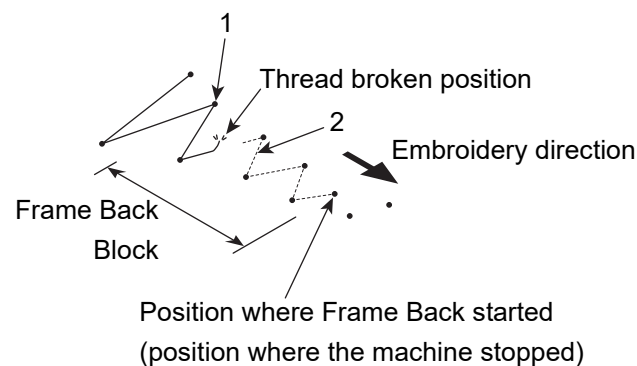 1
Thread broken position
2
Embroidery direction
Frame Back
Block
Position where Frame Back started
(position where the machine stopped)